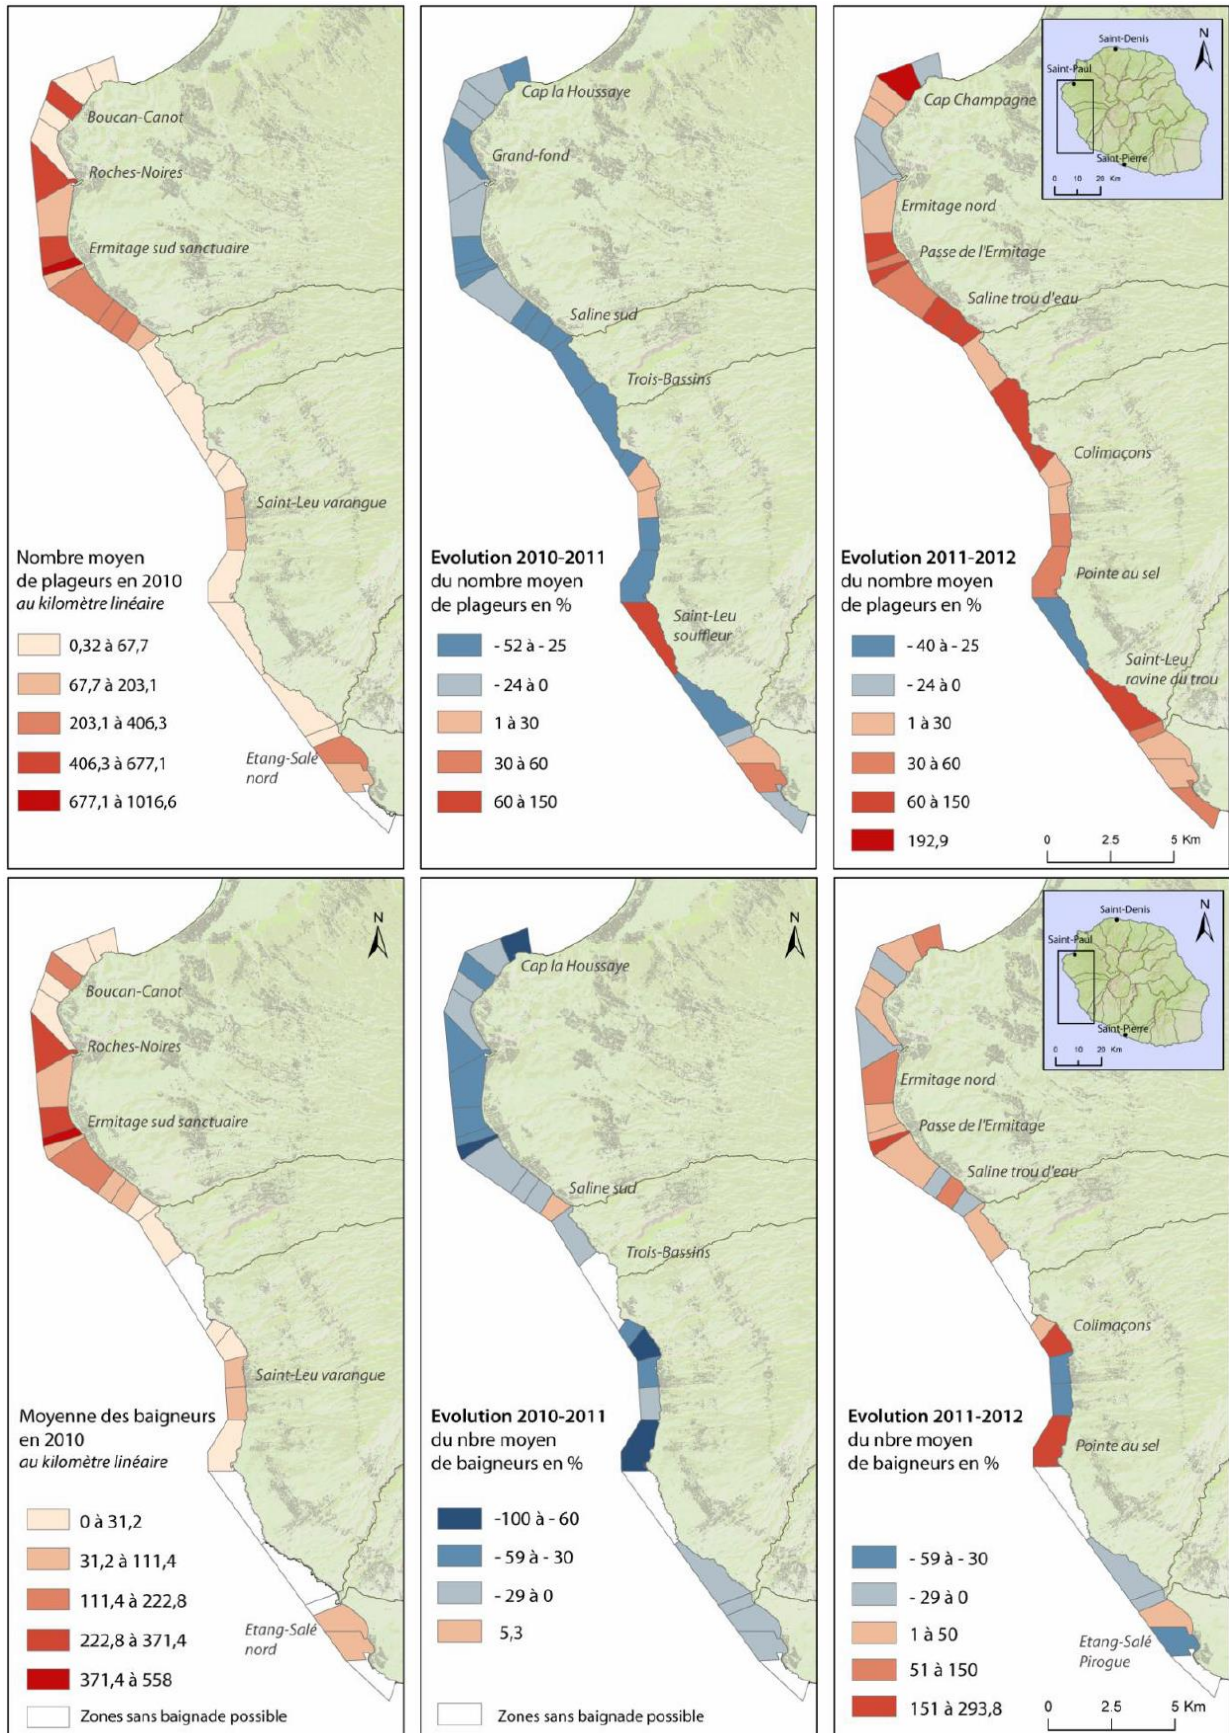 Boucan-Canot
Roches-Noires
Ermitage sud sanctuaire
Saint-Leu varangue
Etang-Salé
nord
Nombre moyen
de plageurs en 2010
au kilomètre linéaire
0,32 à 67,7
67,7 à 203,1
203,1 à 406,3
406,3 à 677,1
677,1 à 1016,6
Cap la Houssaye
Grand-fond
Saline sud
Trois-Bassins
Saint-Leu
souffleur
Evolution 2010-2011
du nombre moyen
de plageurs en %
- 52 à - 25
- 24 à 0
1 à 30
30 à 60
60 à 150
Saint-Denis
N
Saint-Paul
Saint-Pierre
0 10 20 Km
Cap Champagne
Ermitage nord
Passe de l'Ermitage
Saline trou d'eau
Colimaçons
Pointe au sel
Saint-Leu
ravine du trou
Evolution 2011-2012
du nombre moyen
de plageurs en %
- 40 à - 25
- 24 à 0
1 à 30
30 à 60
60 à 150
192,9
0 2.5 5 Km
N
Boucan-Canot
Roches-Noires
Ermitage sud sanctuaire
Saint-Leu varangue
Etang-Salé
nord
Moyenne des baigneurs
en 2010
au kilomètre linéaire
0 à 31,2
31,2 à 111,4
111,4 à 222,8
222,8 à 371,4
371,4 à 558
Zones sans baignade possible
N
Cap la Houssaye
Saline sud
Trois-Bassins
Evolution 2010-2011
du nbre moyen
de baigneurs en %
-100 à - 60
- 59 à - 30
- 29 à 0
5,3
Zones sans baignade possible
Saint-Denis
N
Saint-Paul
Saint-Pierre
0 10 20 Km
Ermitage nord
Passe de l'Ermitage
Saline trou d'eau
Colimaçons
Pointe au sel
Etang-Salé
Pirogue
Evolution 2011-2012
du nbre moyen
de baigneurs en %
- 59 à - 30
- 29 à 0
1 à 50
51 à 150
151 à 293,8
0 2.5 5 Km